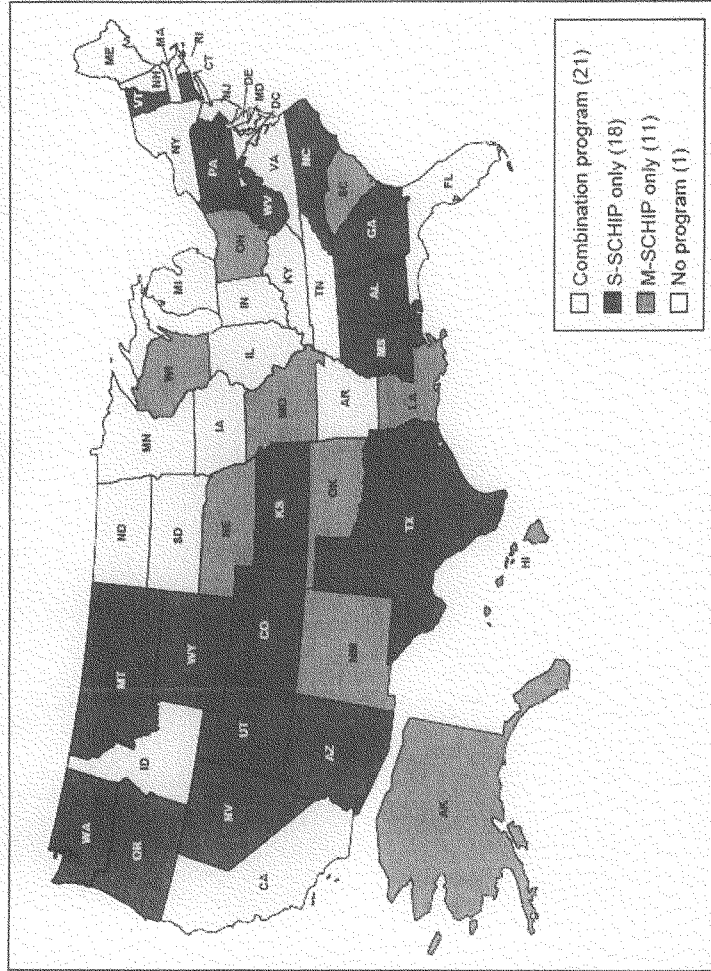 WA
MT
ND
MN
ME
VT
NH
MA
OR
ID
WY
SD
WI
MI
NY
RI
CT
NV
UT
CO
NE
IA
IL
IN
OH
PA
NJ
DE
MD
DC
CA
AZ
NM
KS
MO
KY
WV
VA
OK
AR
TN
NC
SC
TX
LA
MS
AL
GA
FL
AK
HI
Combination program (21)
S-SCHIP only (18)
M-SCHIP only (11)
No program (1)